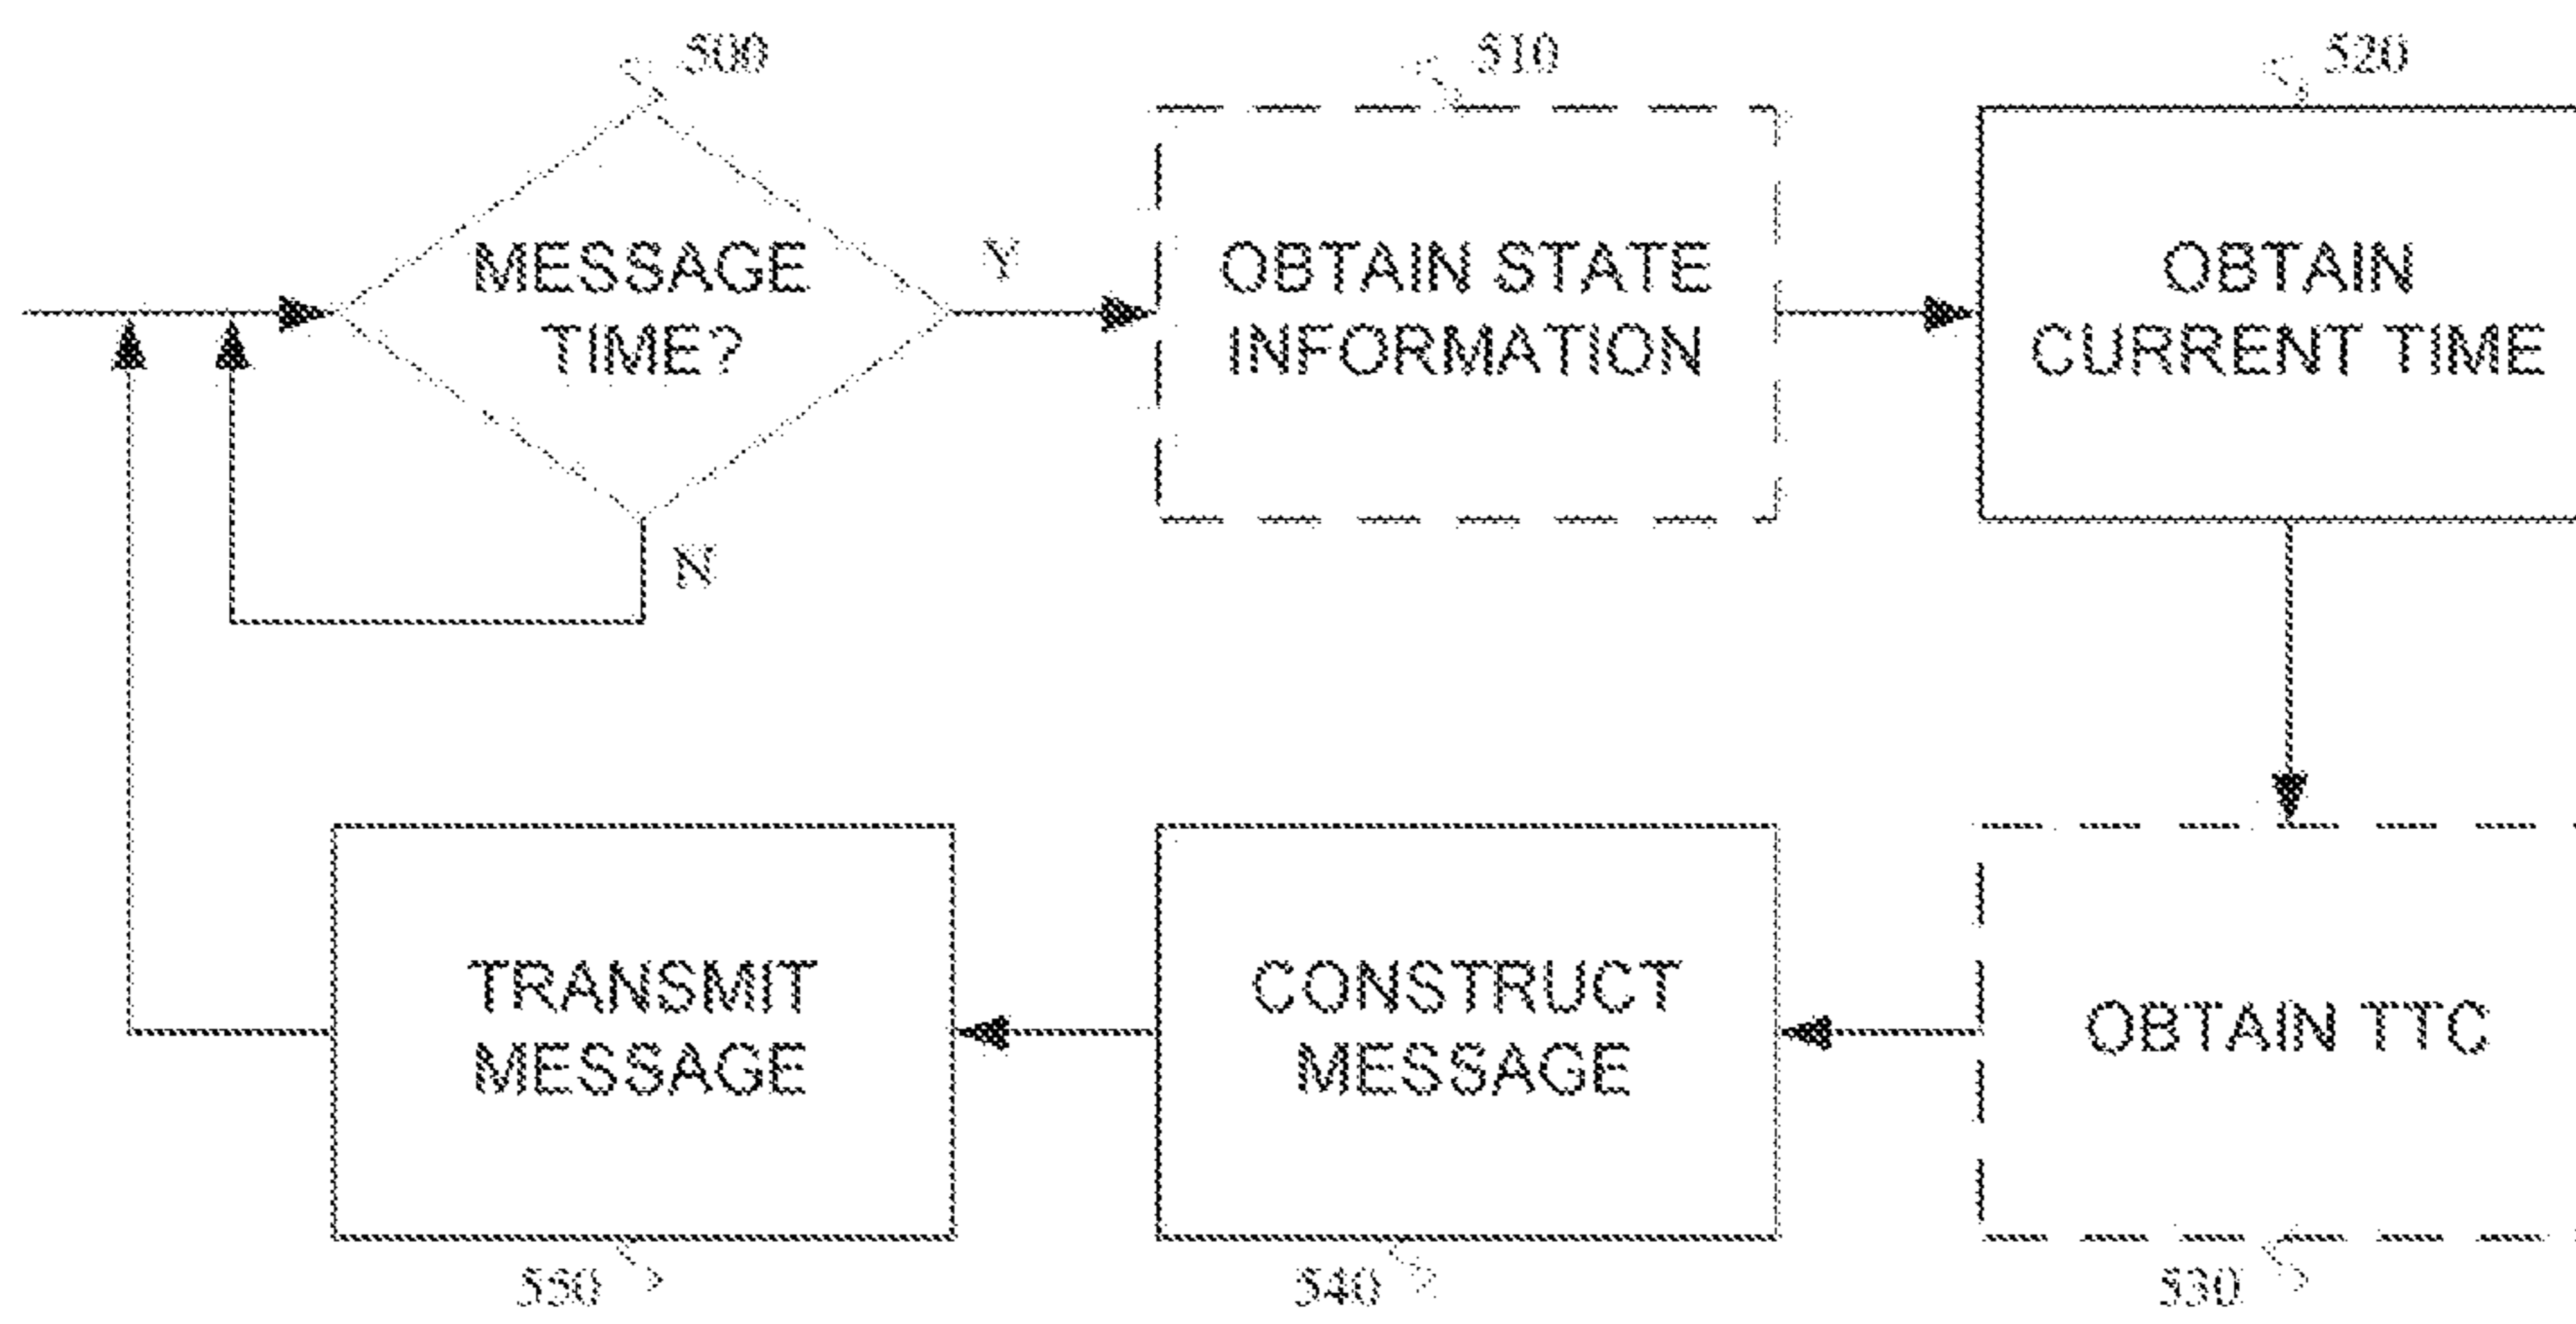 500
510
520
MESSAGE
TIME?
Y
OBTAIN STATE
INFORMATION
OBTAIN
CURRENT TIME
N
TRANSMIT
MESSAGE
CONSTRUCT
MESSAGE
OBTAIN TTC
550
540
530